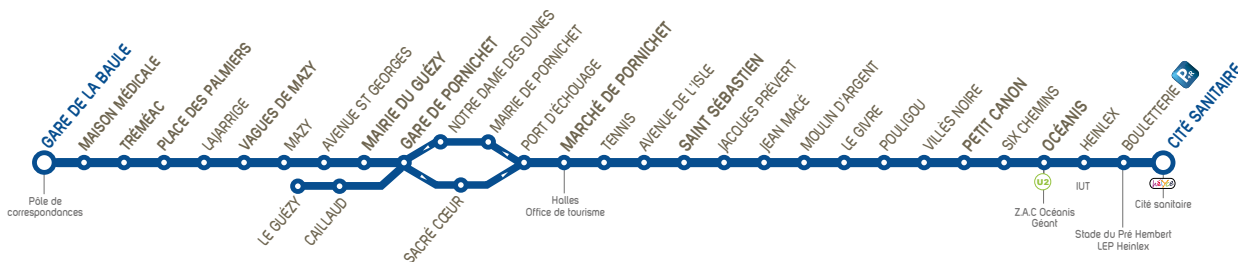 GARE DE LA BAULE
MAISON MÉDICALE
TRÉMÉAC
PLACE DES PALMIERS
LAJARRIGE
VAGUES DE MAZY
MAZY
AVENUE ST GEORGES
MAIRIE DU GUÉZY
GARE DE PORNICHET
NOTRE DAME DES DUNES
MAIRIE DE PORNICHET
PORT D'ÉCHOUAGE
MARCHÉ DE PORNICHET
TENNIS
AVENUE DE L'ISLE
SAINT SÉBASTIEN
JACQUES PRÉVERT
JEAN MACÉ
MOULIN D'ARGENT
LE GIVRE
POULIGOU
VILLÈS NOIRE
PETIT CANON
SIX CHEMINS
OCÉANIS
HEINLEX
BOULETTERIE
P+R
CITÉ SANITAIRE
LE GUÉZY
CAILLAUD
SACRÉ CŒUR
Pôle de
correspondances
Halles
Office de tourisme
U2
Z.A.C Océanis
Géant
IUT
Stade du Pré Hembert
LEP Heinlex
hélYce
Cité sanitaire